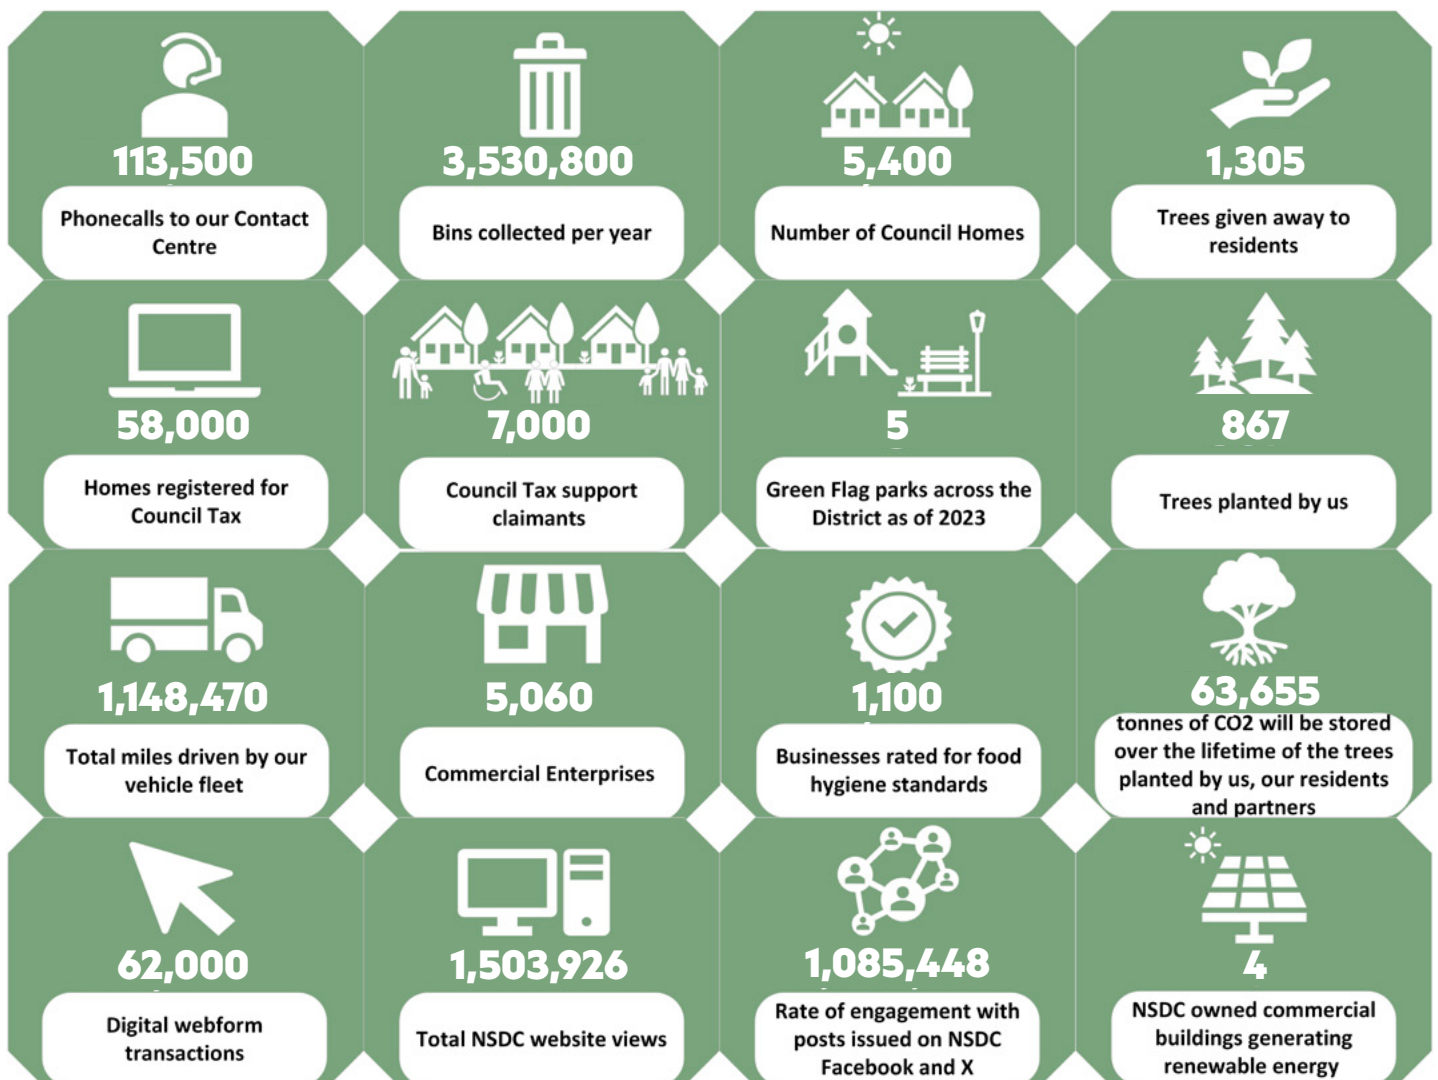 113,500
Phonecalls to our Contact
Centre
3,530,800
Bins collected per year
5,400
Number of Council Homes
1,305
Trees given away to
residents
58,000
Homes registered for
Council Tax
7,000
Council Tax support
claimants
5
Green Flag parks across the
District as of 2023
867
Trees planted by us
1,148,470
Total miles driven by our
vehicle fleet
5,060
Commercial Enterprises
1,100
Businesses rated for food
hygiene standards
63,655
tonnes of CO2 will be stored
over the lifetime of the trees
planted by us, our residents
and partners
62,000
Digital webform
transactions
1,503,926
Total NSDC website views
1,085,448
Rate of engagement with
posts issued on NSDC
Facebook and X
4
NSDC owned commercial
buildings generating
renewable energy